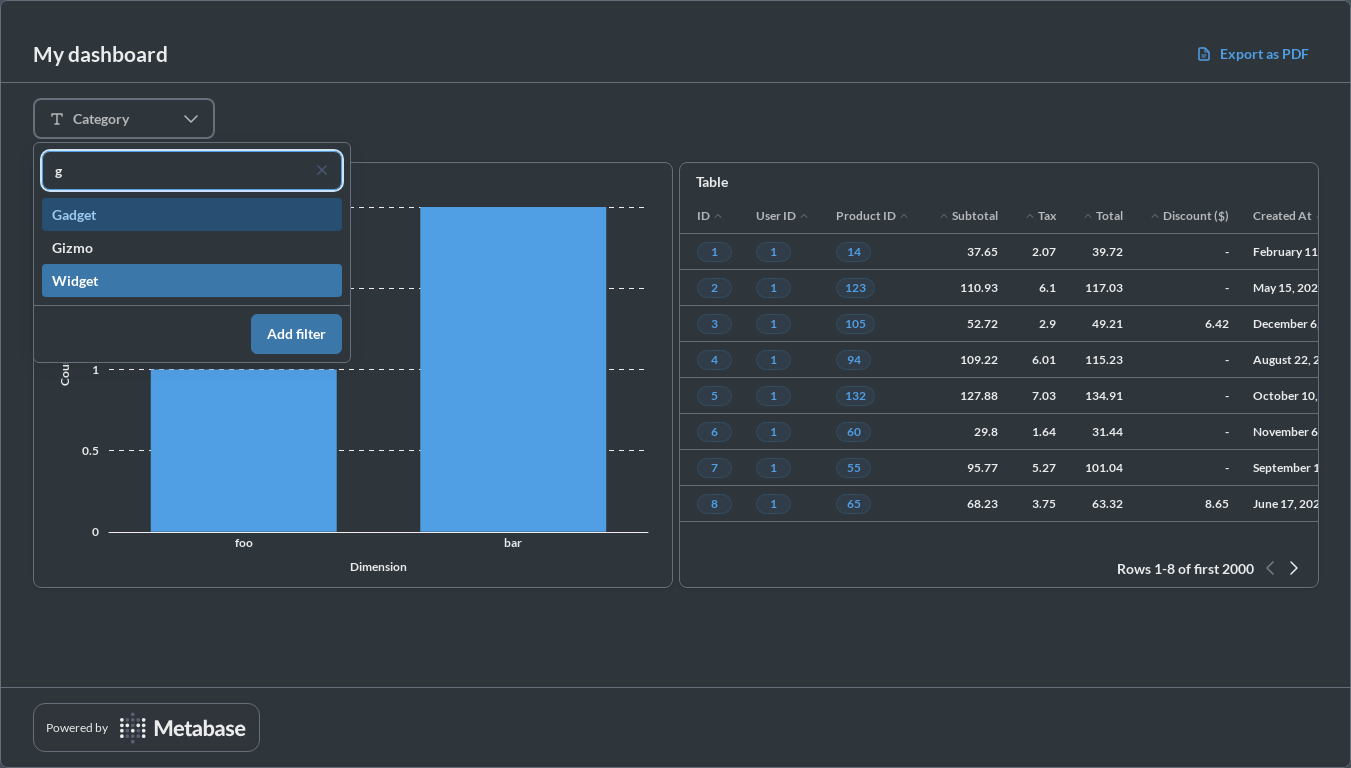 My dashboard
Export as PDF
Category
g
Gadget
Gizmo
Widget
Add filter
1
0.5
0
foo
bar
Dimension
Table
ID User ID Product ID Subtotal Tax Total Discount ($) Created At
1 1 14 37.65 2.07 39.72 - February 11
2 1 123 110.93 6.1 117.03 - May 15, 202
3 1 105 52.72 2.9 49.21 6.42 December 6,
4 1 94 109.22 6.01 115.23 - August 22, 2
5 1 132 127.88 7.03 134.91 - October 10,
6 1 60 29.8 1.64 31.44 - November 6
7 1 55 95.77 5.27 101.04 - September 1
8 1 65 68.23 3.75 63.32 8.65 June 17, 202
Rows 1-8 of first 2000
Powered by Metabase